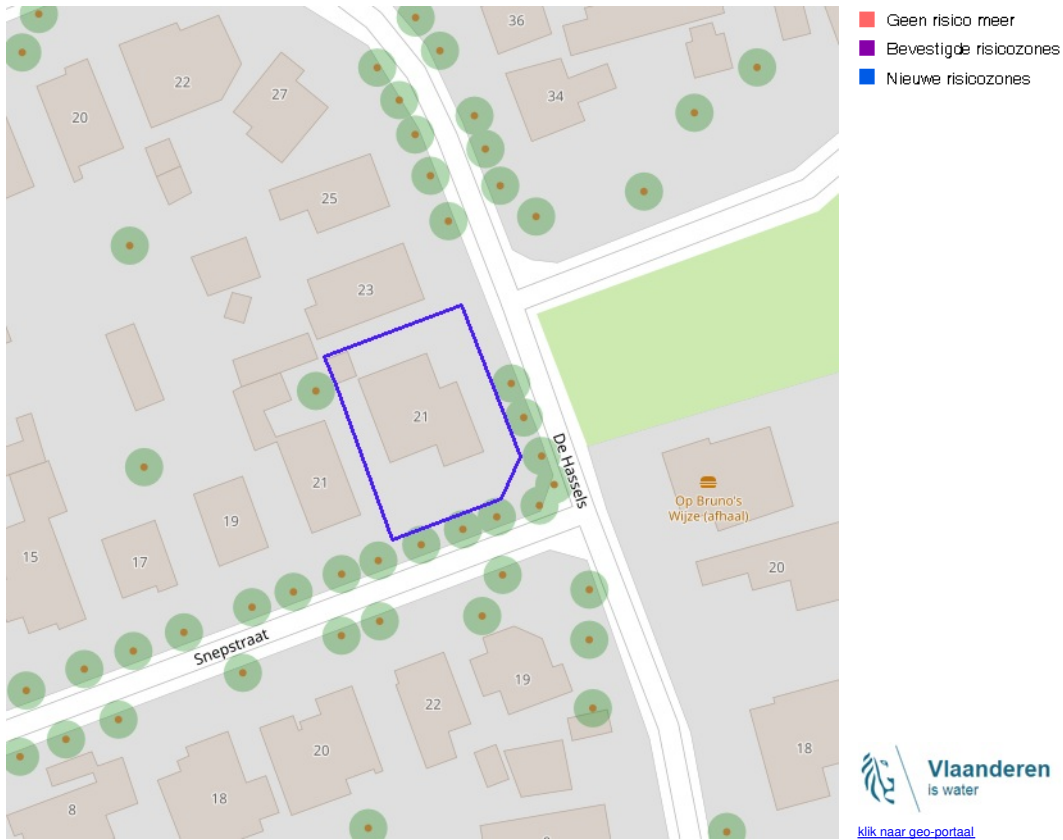 Geen risico meer
Bevestigde risicozones
Nieuwe risicozones
36
22
27
34
20
25
23
21
De Hassels
21
Op Bruno's
Wijze (afhaal)
19
17
15
20
Snepstraat
19
22
20
18
18
8
Vlaanderen
is water
klik naar geo-portaal